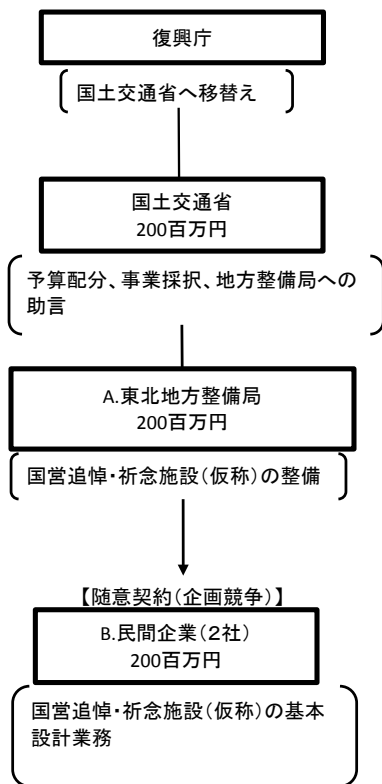 復興庁
国土交通省へ移替え
国土交通省
200百万円
予算配分、事業採択、地方整備局への
助言
A.東北地方整備局
200百万円
国営追悼・祈念施設(仮称)の整備
【随意契約(企画競争)】
B.民間企業(2社)
200百万円
国営追悼・祈念施設(仮称)の基本
設計業務